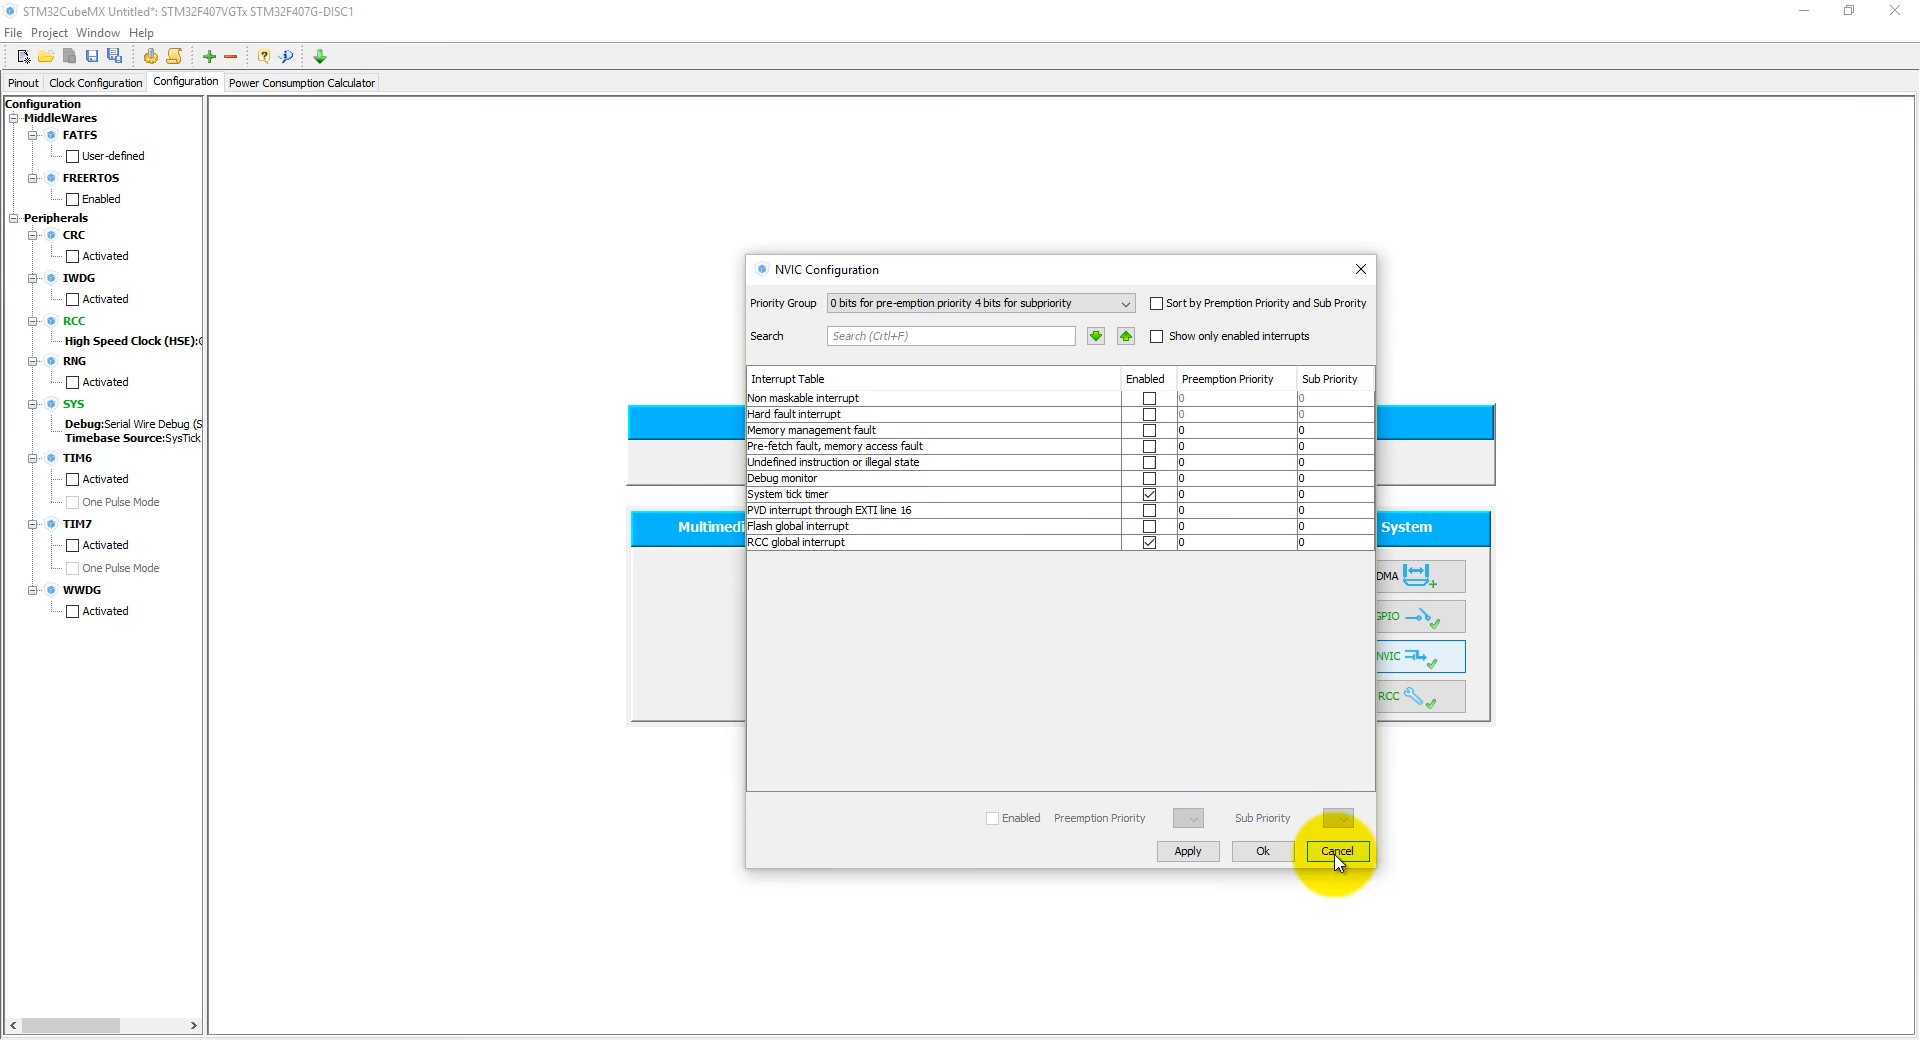 STM32CubeMX Untitled*: STM32F407VGTx STM32F407G-DISC1
File Project Window Help
Pinout Clock Configuration Configuration Power Consumption Calculator
Configuration
MiddleWares
FATFS
User-defined
FREERTOS
Enabled
Peripherals
CRC
Activated
IWDG
Activated
RCC
High Speed Clock (HSE):
RNG
Activated
SYS
Debug:Serial Wire Debug (S
Timebase Source:SysTick
TIM6
Activated
One Pulse Mode
TIM7
Activated
One Pulse Mode
WWDG
Activated
Multimedi
System
DMA
GPIO
NVIC
RCC
NVIC Configuration
Priority Group 0 bits for pre-emption priority 4 bits for subpriority Sort by Premption Priority and Sub Prority
Search Search (Crtl+F) Show only enabled interrupts
Interrupt Table Enabled Preemption Priority Sub Priority
Non maskable interrupt 0 0
Hard fault interrupt 0 0
Memory management fault 0 0
Pre-fetch fault, memory access fault 0 0
Undefined instruction or illegal state 0 0
Debug monitor 0 0
System tick timer 0 0
PVD interrupt through EXTI line 16 0 0
Flash global interrupt 0 0
RCC global interrupt 0 0
Enabled Preemption Priority Sub Priority
Apply Ok Cancel